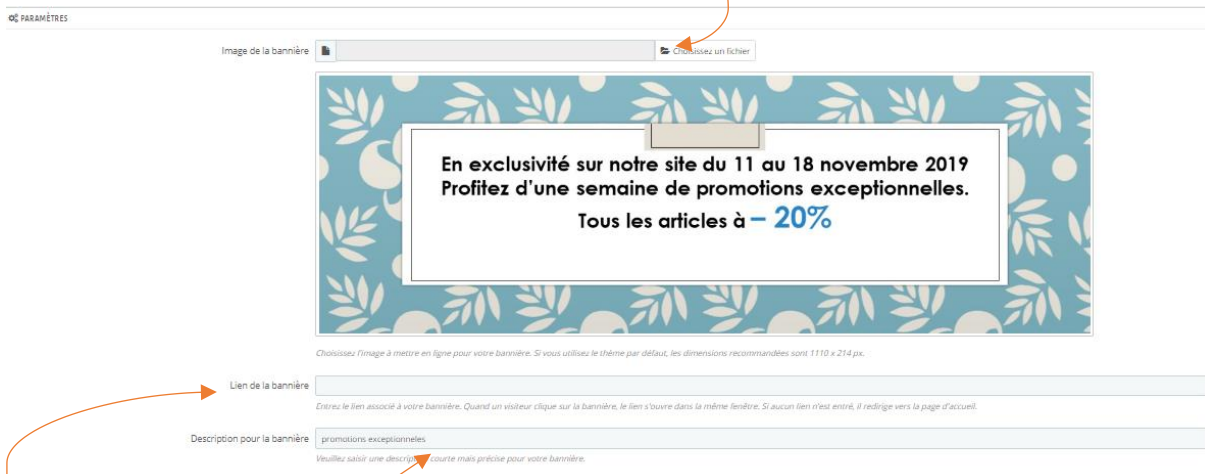 PARAMÈTRES
Image de la bannière
Choisissez un fichier
En exclusivité sur notre site du 11 au 18 novembre 2019
Profitez d'une semaine de promotions exceptionnelles.
Tous les articles à – 20%
Choisissez l'image à mettre en ligne pour votre bannière. Si vous utilisez le thème par défaut, les dimensions recommandées sont 1110 x 214 px.
Lien de la bannière
Entrez le lien associé à votre bannière. Quand un visiteur clique sur la bannière, le lien s'ouvre dans la même fenêtre. Si aucun lien n'est entré, il redirige vers la page d'accueil.
Description pour la bannière
promotions exceptionneles
Veuillez saisir une description courte mais précise pour votre bannière.